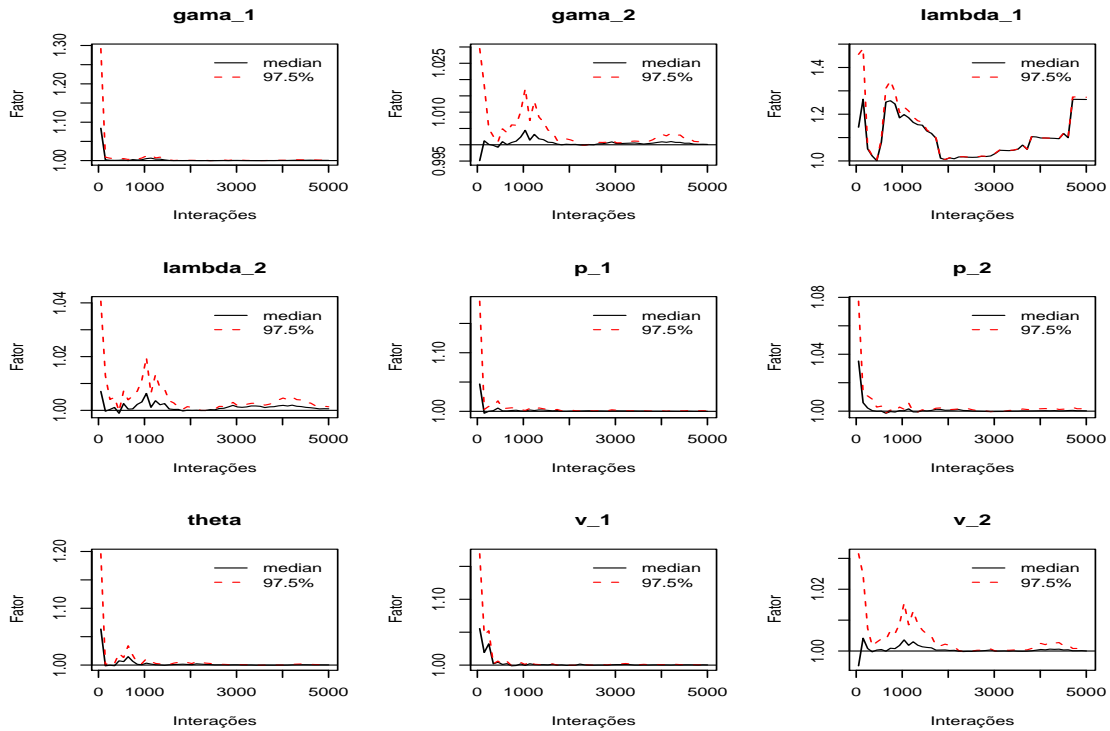 gama_1
Fator
1.00 1.10 1.20 1.30
median
97.5%
0 1000 3000 5000
Interações
gama_2
Fator
0.995 1.010 1.025
median
97.5%
0 1000 3000 5000
Interações
lambda_1
Fator
1.0 1.2 1.4
median
97.5%
0 1000 3000 5000
Interações
lambda_2
Fator
1.00 1.02 1.04
median
97.5%
0 1000 3000 5000
Interações
p_1
Fator
1.00 1.10
median
97.5%
0 1000 3000 5000
Interações
p_2
Fator
1.00 1.02 1.04 1.06 1.08
median
97.5%
0 1000 3000 5000
Interações
theta
Fator
1.00 1.10 1.20
median
97.5%
0 1000 3000 5000
Interações
v_1
Fator
1.00 1.10
median
97.5%
0 1000 3000 5000
Interações
v_2
Fator
1.00 1.02
median
97.5%
0 1000 3000 5000
Interações